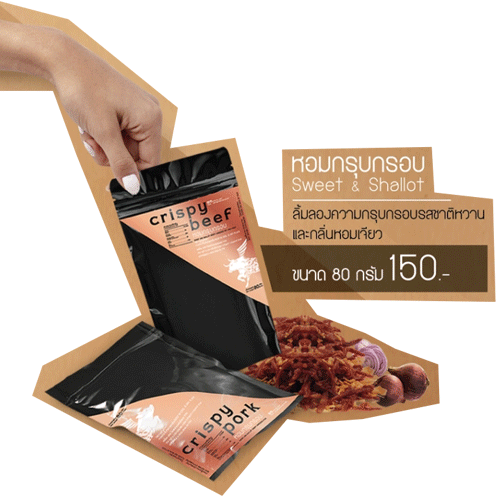 หอมกรุบกรอบ
Sweet & Shallot
ลิ้มลองความกรุบกรอบรสชาติหวาน
และกลิ่นหอมเจียว
ขนาด 80 กรัม 150.-
crispy
beef
crispy
pork